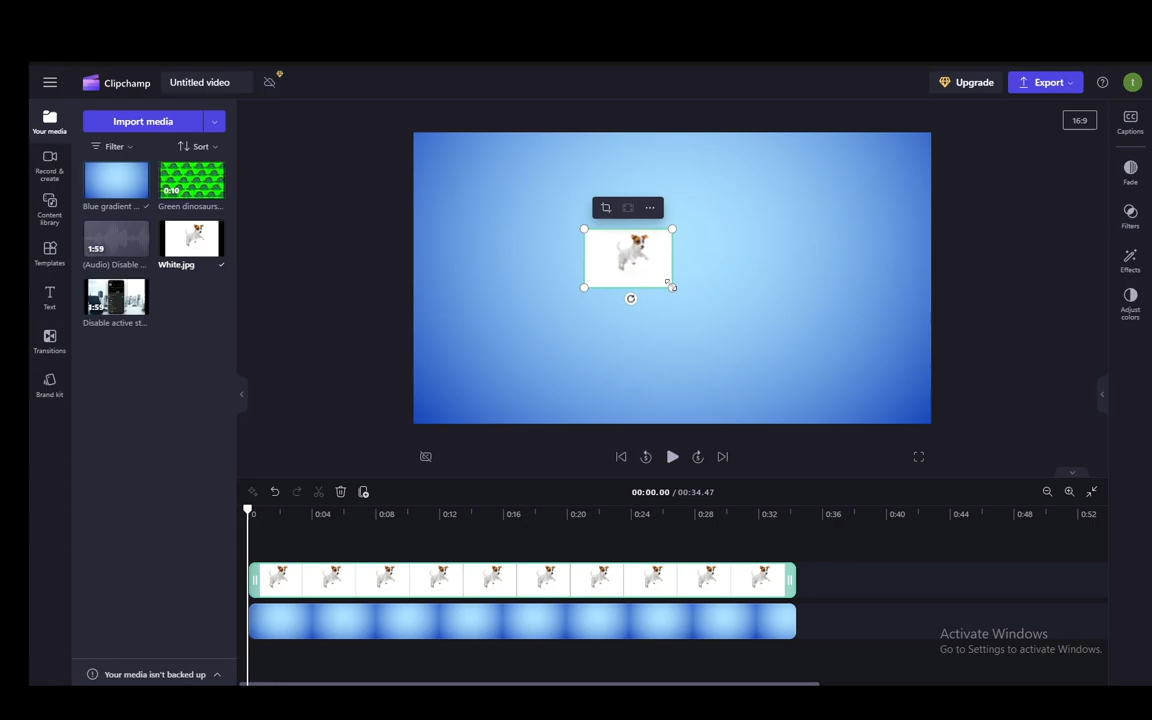 Clipchamp
Untitled video
Upgrade
Export
t
Your media
Import media
16:9
Captions
Filter
Sort
Record & create
Content library
Templates
Text
Transitions
Brand kit
0:10
Blue gradient ...
Green dinosaurs...
1:59
(Audio) Disable ...
White.jpg
1:59
Disable active st...
Fade
Filters
Effects
Adjust colors
5
5
00:00.00 / 00:34.47
0
0:04
0:08
0:12
0:16
0:20
0:24
0:28
0:32
0:36
0:40
0:44
0:48
0:52
Activate Windows
Go to Settings to activate Windows.
Your media isn't backed up